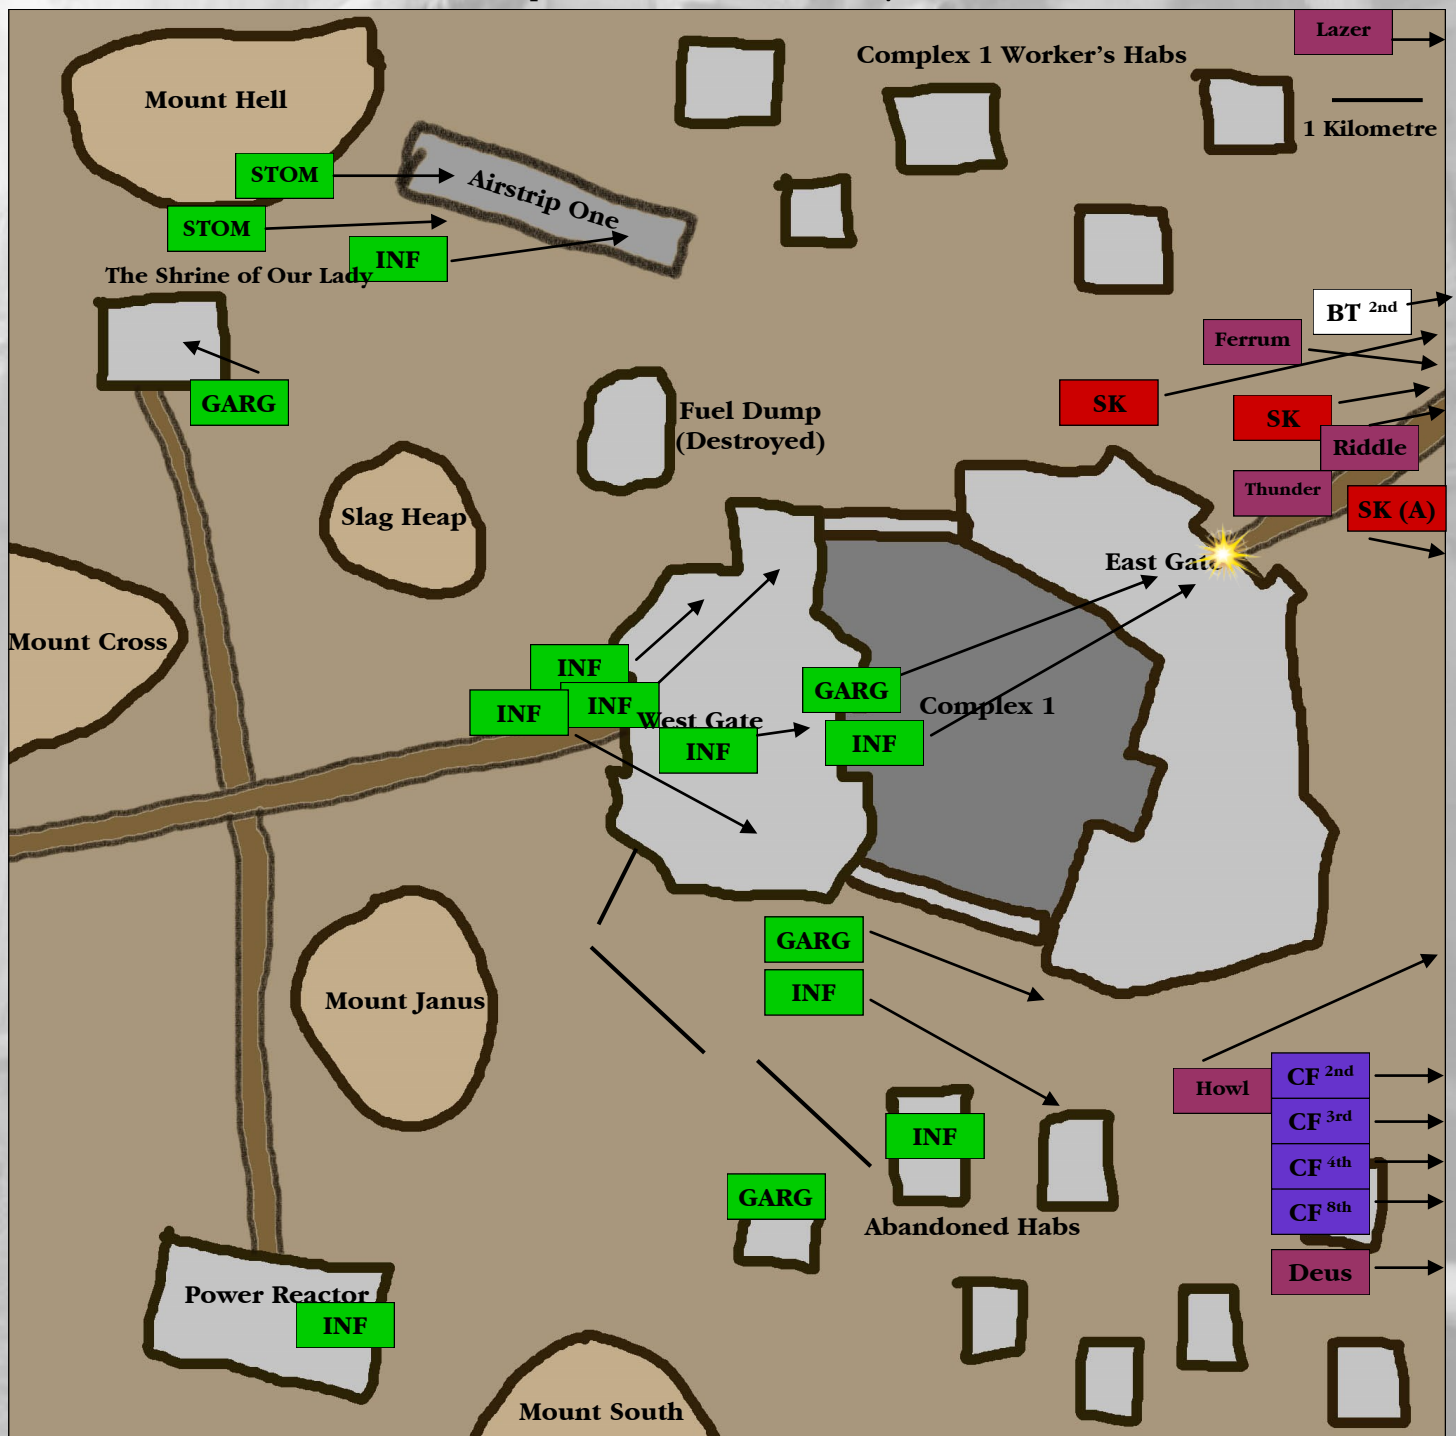 Lazer
Complex 1 Worker's Habs
Mount Hell
1 Kilometre
STOM
Airstrip One
STOM
INF
The Shrine of Our Lady
BT 2nd
Ferrum
GARG
SK
SK
Fuel Dump
(Destroyed)
Riddle
Thunder
SK (A)
Slag Heap
East Gate
Mount Cross
INF
GARG
INF
INF
Complex 1
West Gate
INF
INF
GARG
INF
Mount Janus
CF 2nd
Howl
CF 3rd
INF
CF 4th
GARG
CF 8th
Abandoned Habs
Deus
Power Reactor
INF
Mount South